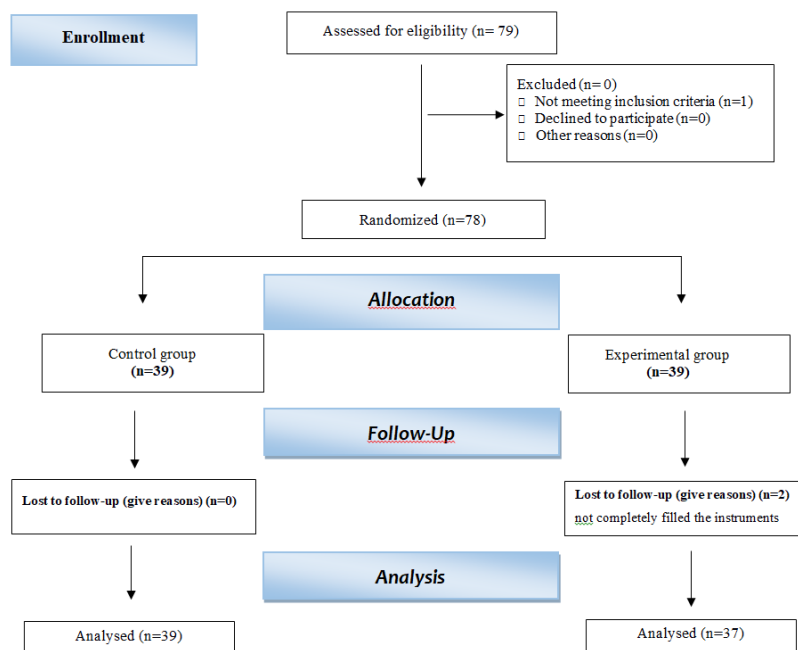 Enrollment
Assessed for eligibility (n= 79)
Excluded (n= 0)
Not meeting inclusion criteria (n=1)
Declined to participate (n=0)
Other reasons (n=0)
Randomized (n=78)
Allocation
Control group
(n=39)
Experimental group
(n=39)
Follow-Up
Lost to follow-up (give reasons) (n=0)
Lost to follow-up (give reasons) (n=2)
not completely filled the instruments
Analysis
Analysed (n=39)
Analysed (n=37)